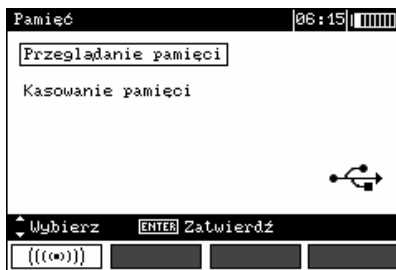 Pamięć 06:15
Przeglądanie pamięci
Kasowanie pamięci
Wybierz ENTER Zatwierdź